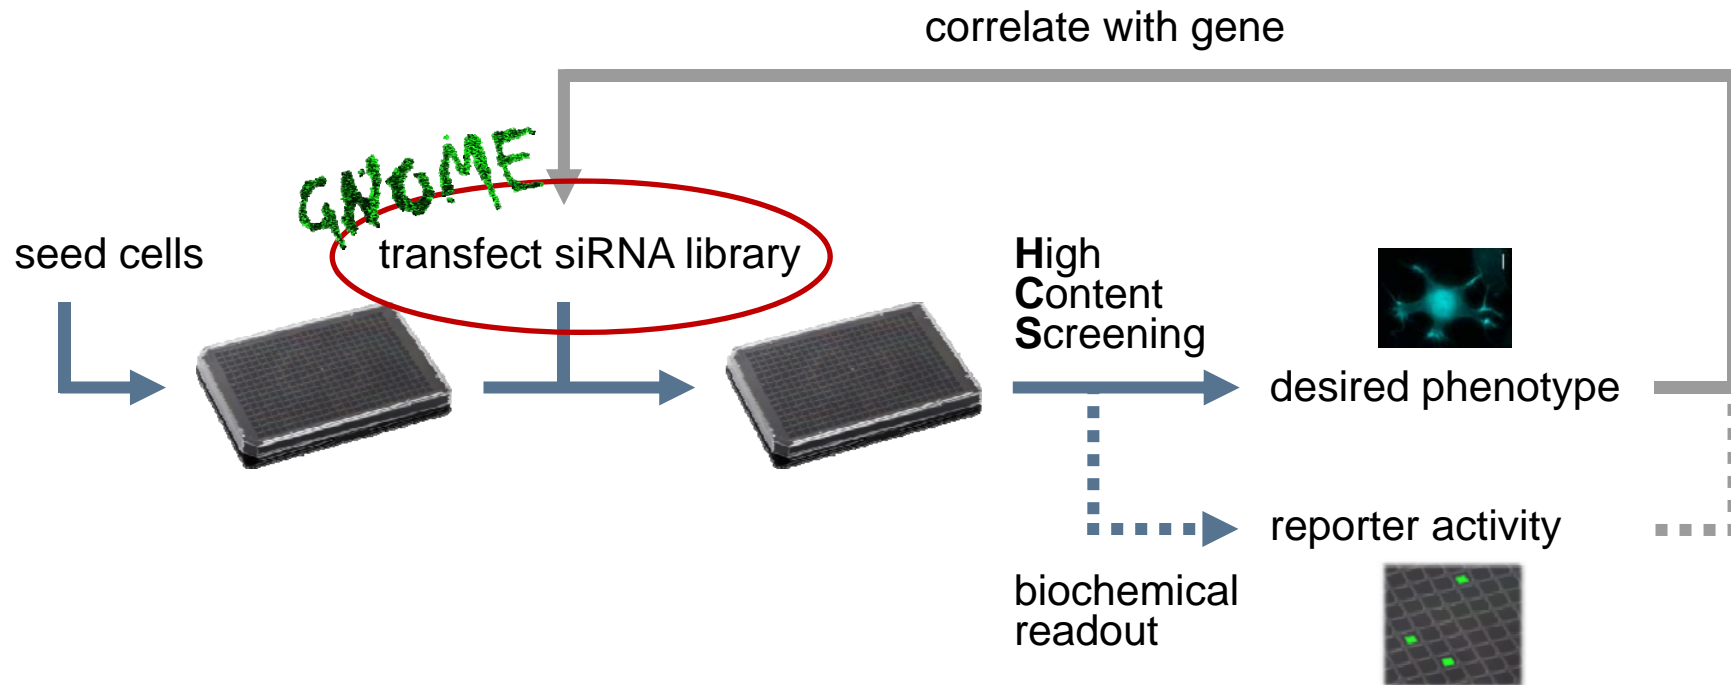 correlate with gene
GNOME
seed cells
transfect siRNA library
High
Content
Screening
desired phenotype
reporter activity
biochemical
readout